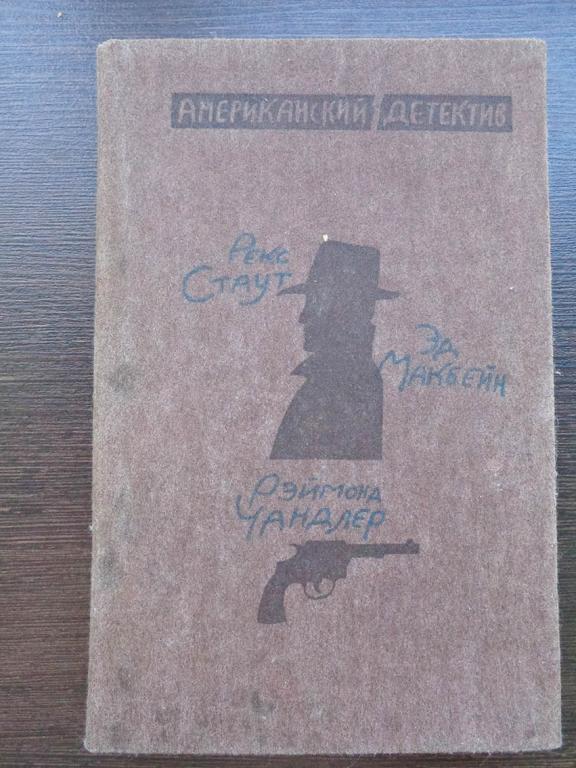 АМЕРИКАНСКИЙ ДЕТЕКТИВ
РЕКС
СТАУТ
ЭД
МАКБЕЙН
РЭЙМОНД
ЧАНДЛЕР